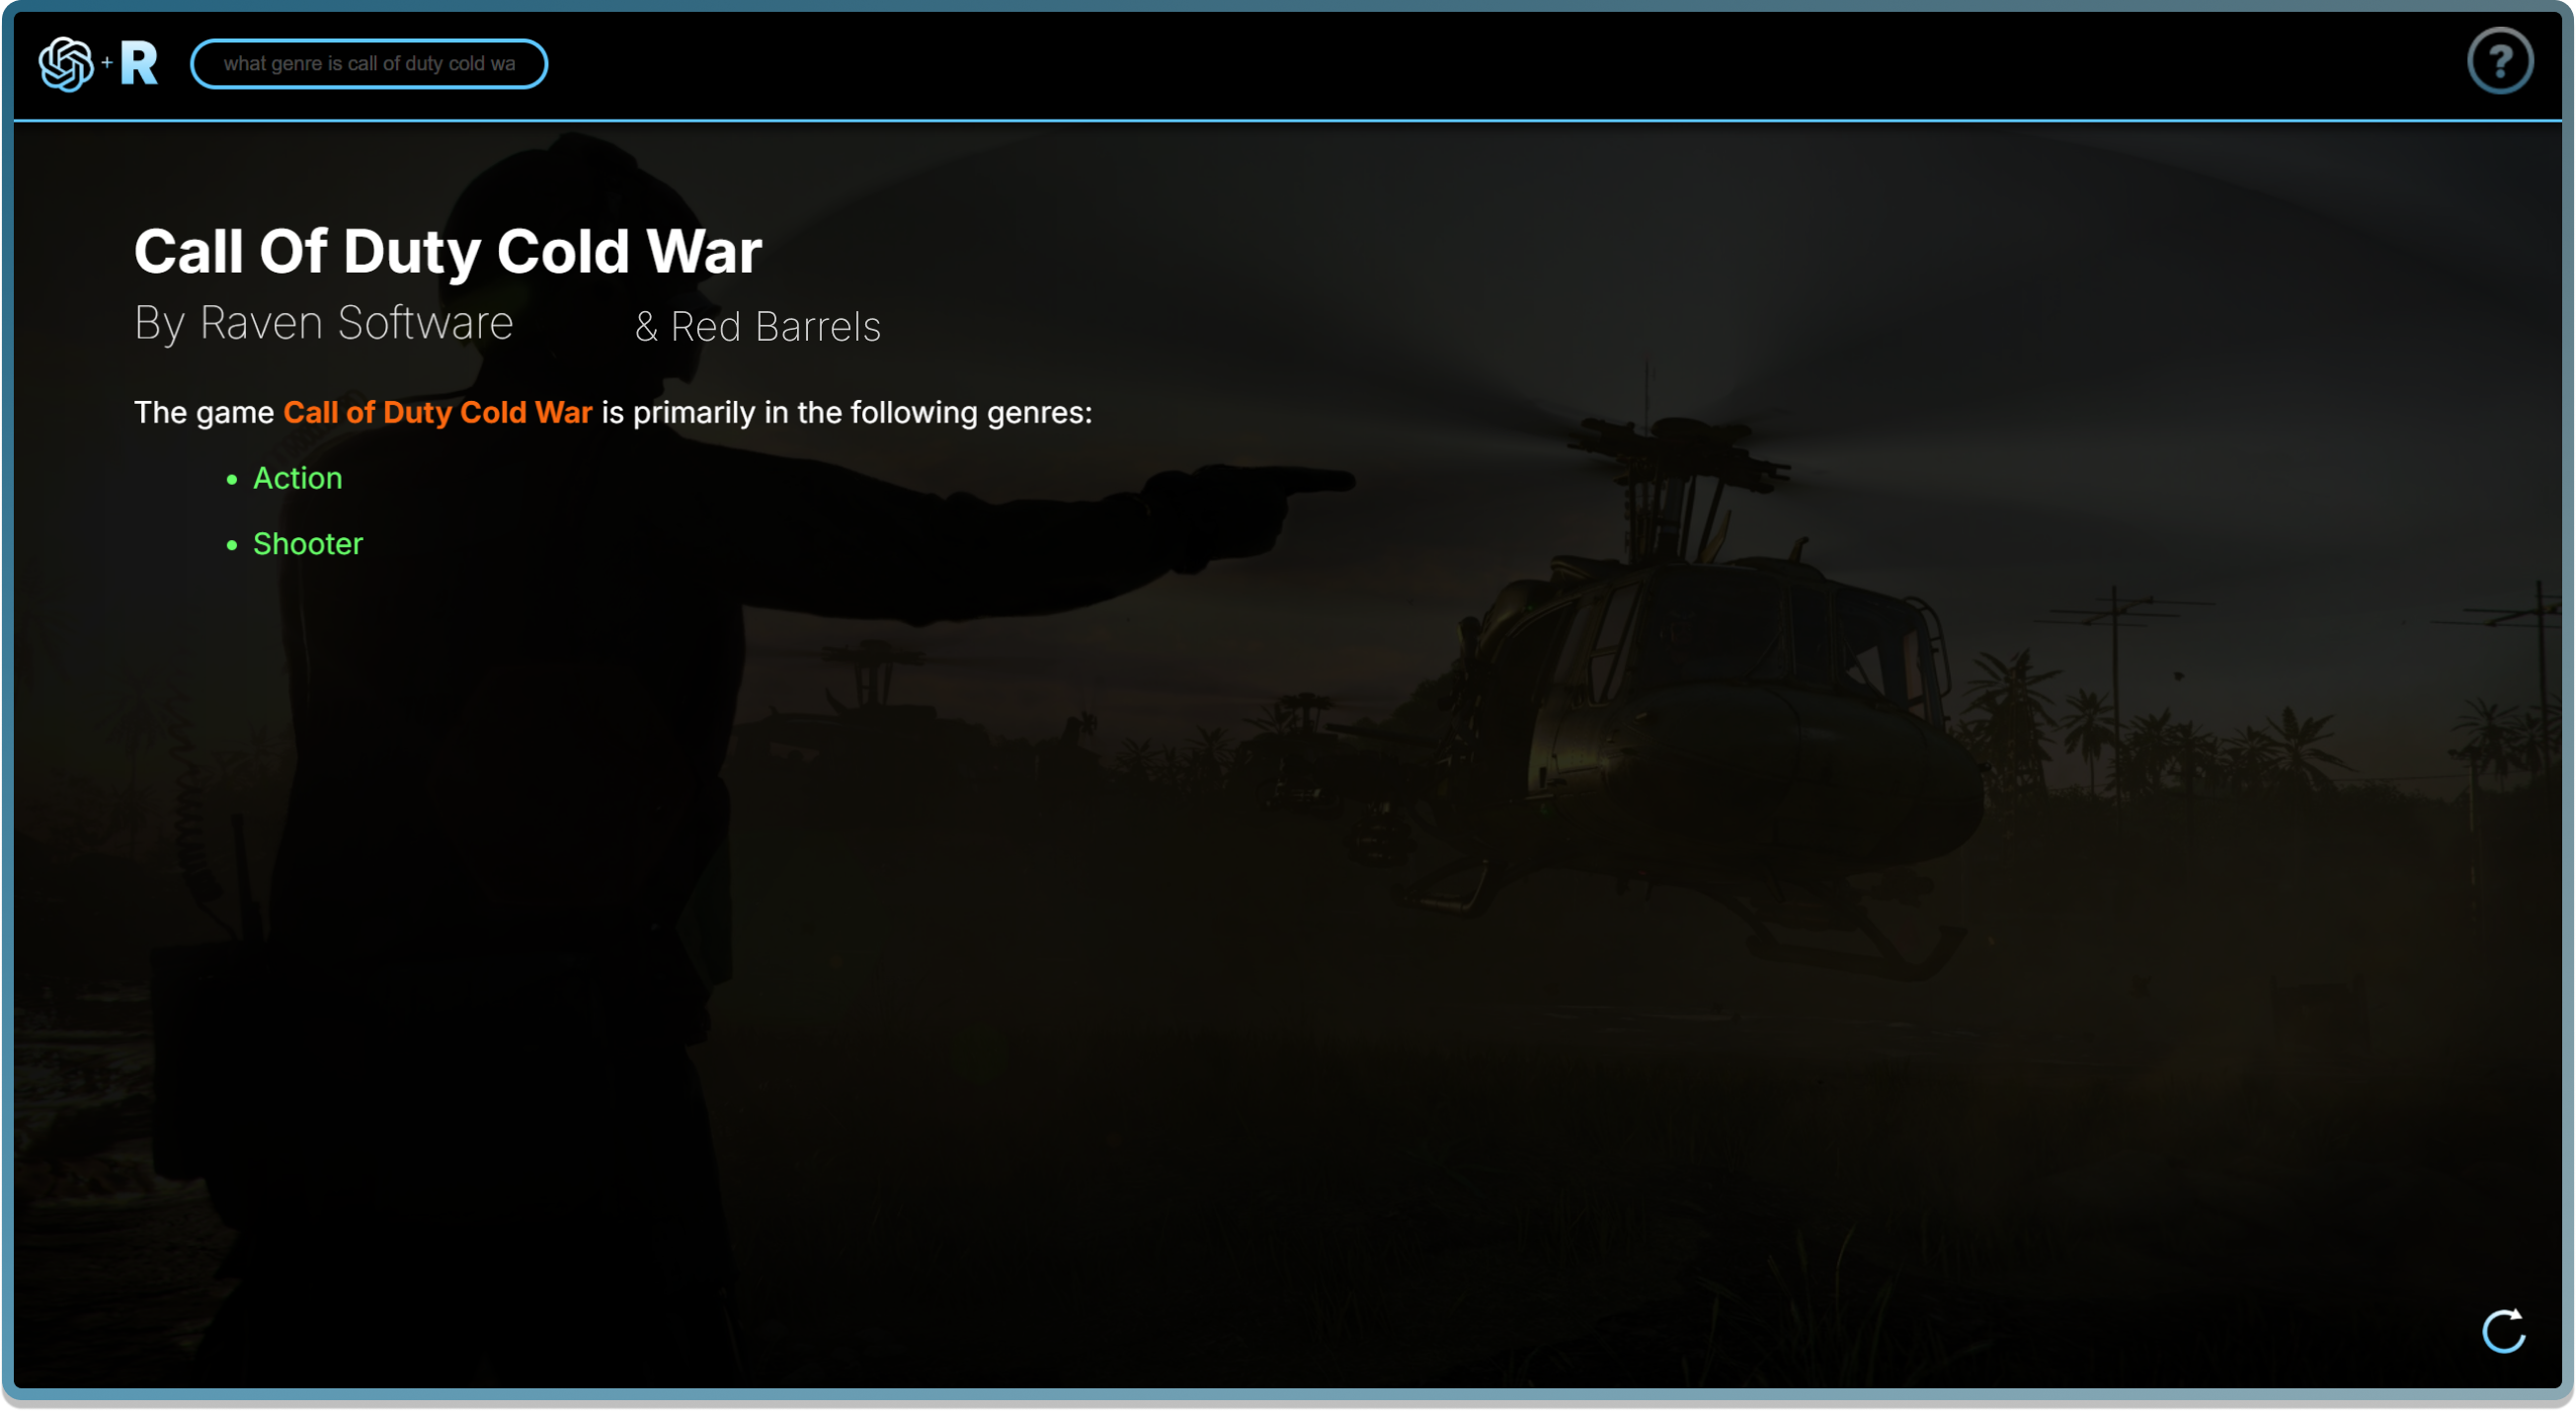 + R
what genre is call of duty cold wa
?
Call Of Duty Cold War
By Raven Software & Red Barrels
The game Call of Duty Cold War is primarily in the following genres:
• Action
• Shooter